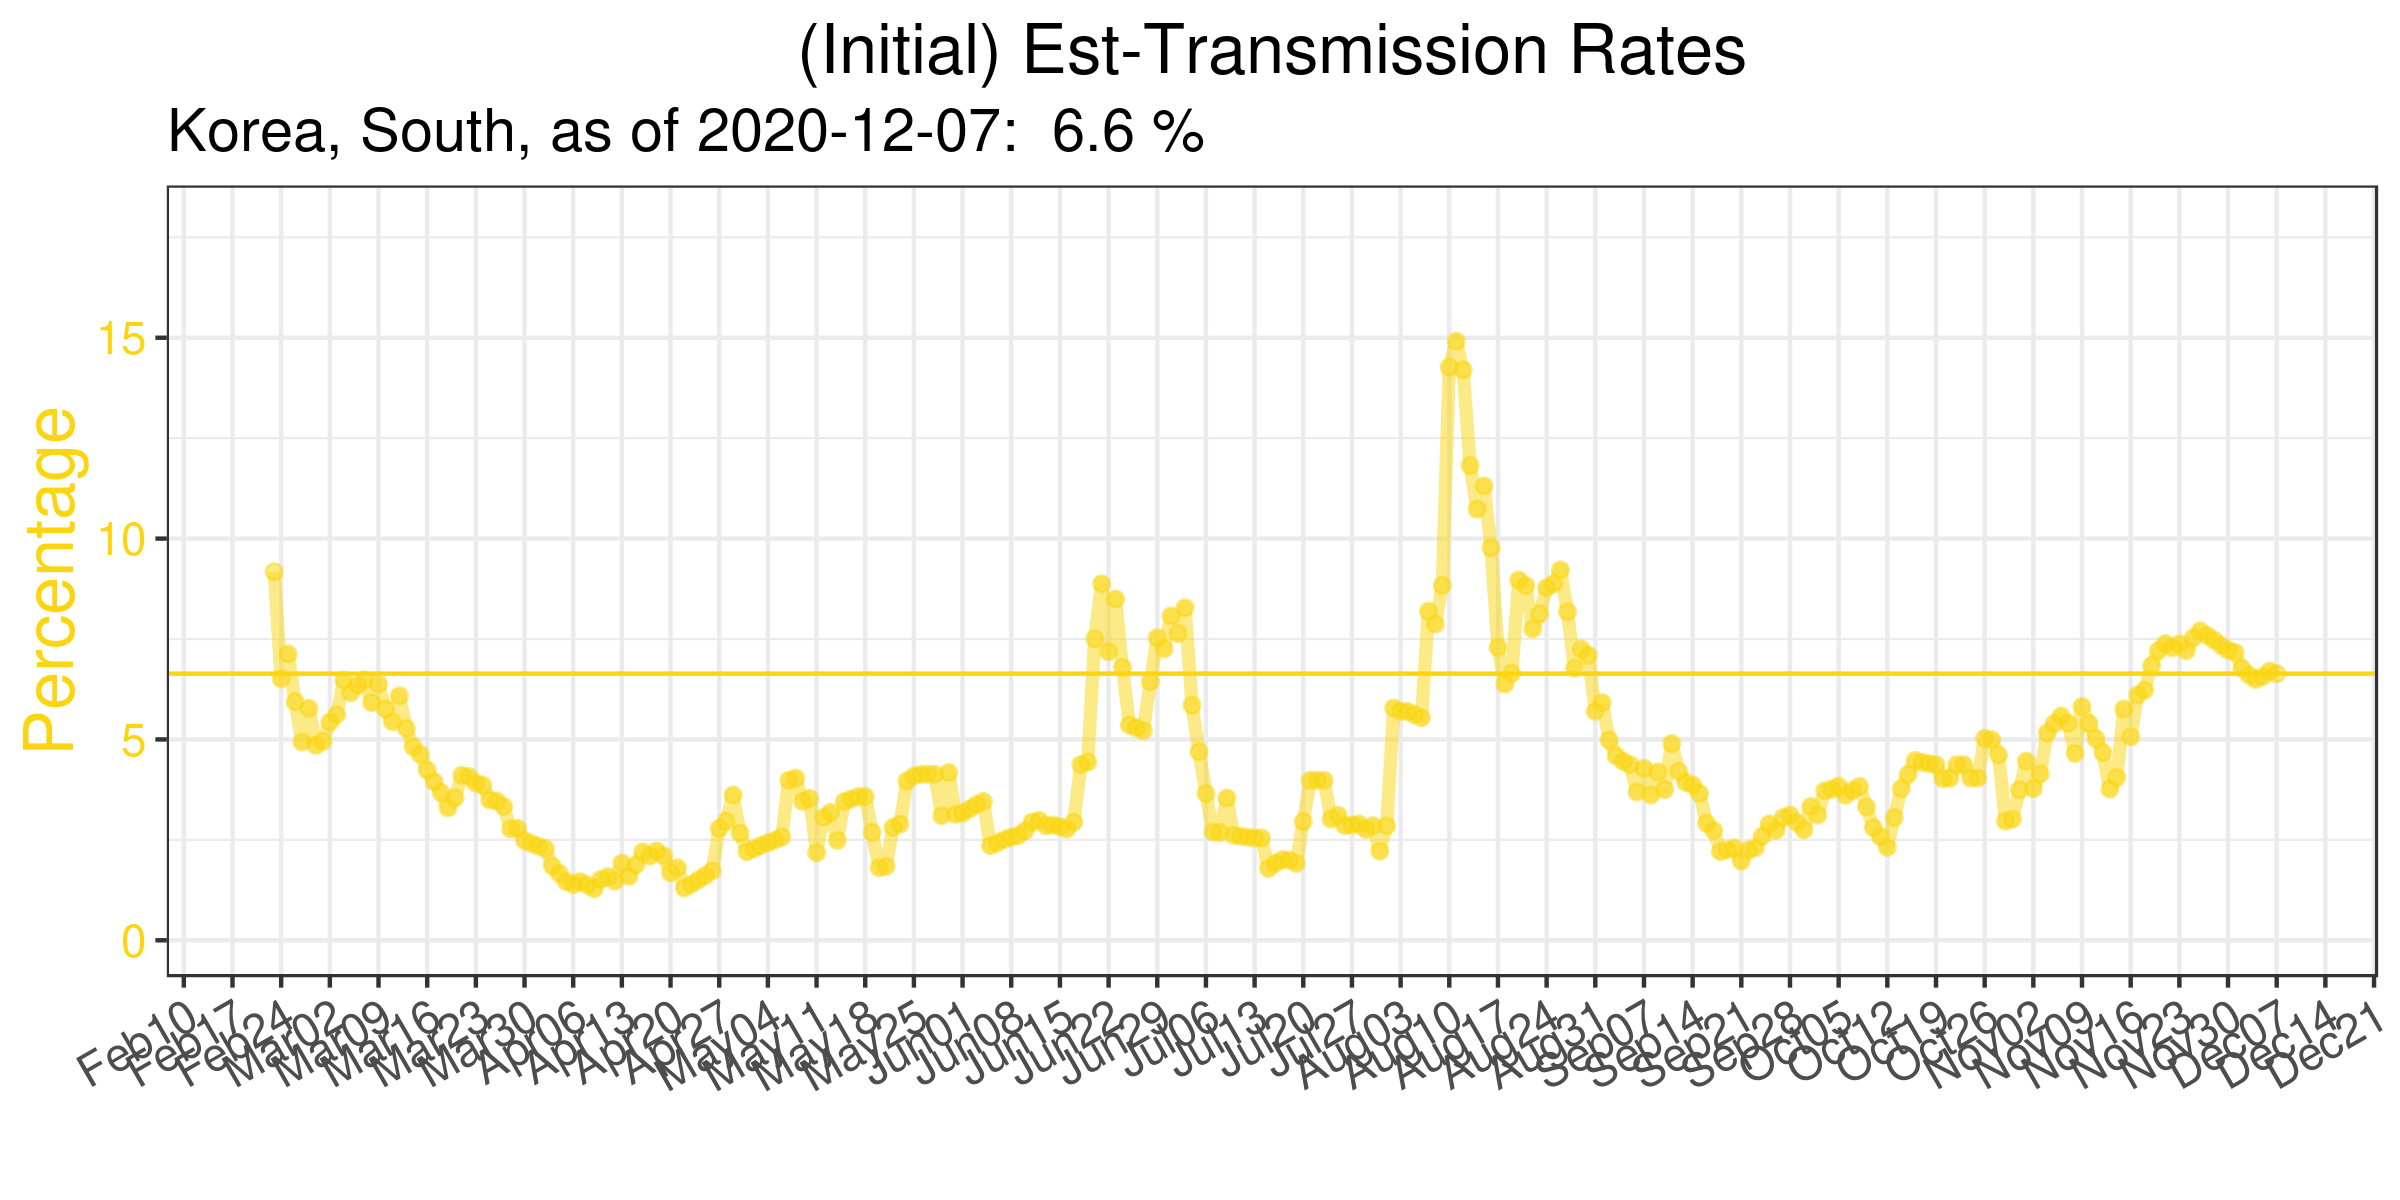 (Initial) Est-Transmission Rates
Korea, South, as of 2020-12-07:  6.6 %
Percentage
15
10
5
0
Feb10
Feb17
Feb24
Mar02
Mar09
Mar16
Mar23
Mar30
Apr06
Apr13
Apr20
Apr27
May04
May11
May18
May25
Jun01
Jun08
Jun15
Jun22
Jun29
Jul06
Jul13
Jul20
Jul27
Aug03
Aug10
Aug17
Aug24
Aug31
Sep07
Sep14
Sep21
Sep28
Oct05
Oct12
Oct19
Oct26
Nov02
Nov09
Nov16
Nov23
Nov30
Dec07
Dec14
Dec21